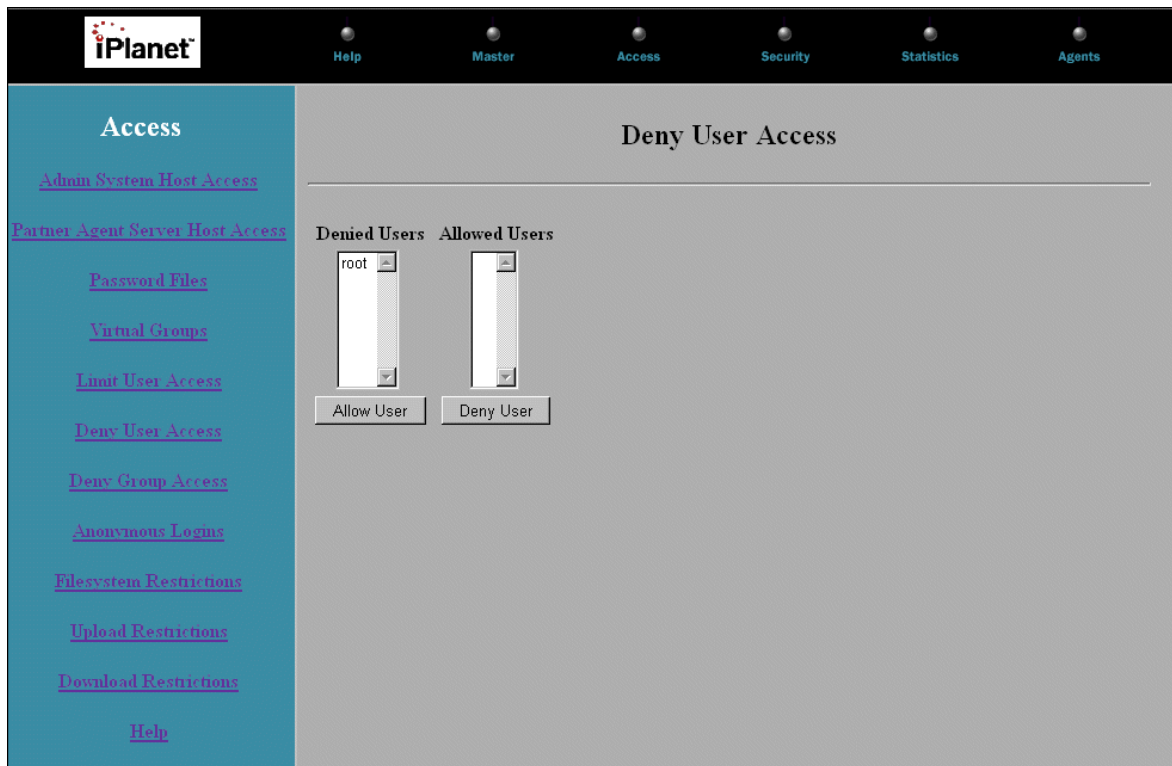 iPlanet™
Help
Master
Access
Security
Statistics
Agents
Access
Admin System Host Access
Partner Agent Server Host Access
Password Files
Virtual Groups
Limit User Access
Deny User Access
Deny Group Access
Anonymous Logins
Filesystem Restrictions
Upload Restrictions
Download Restrictions
Help
Deny User Access
Denied Users Allowed Users
root
Allow User Deny User